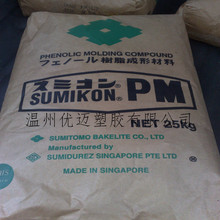 PHENOLIC MOLDING COMPOUND
フェノール樹脂成形材料
スミコン®
SUMIKON® PM
温州优迈塑胶有限公司
NET 25kg
SUMITOMO BAKELITE CO., LTD.
Manufactured by
SUMIDUREZ SINGAPORE PTE LTD
MADE IN SINGAPORE